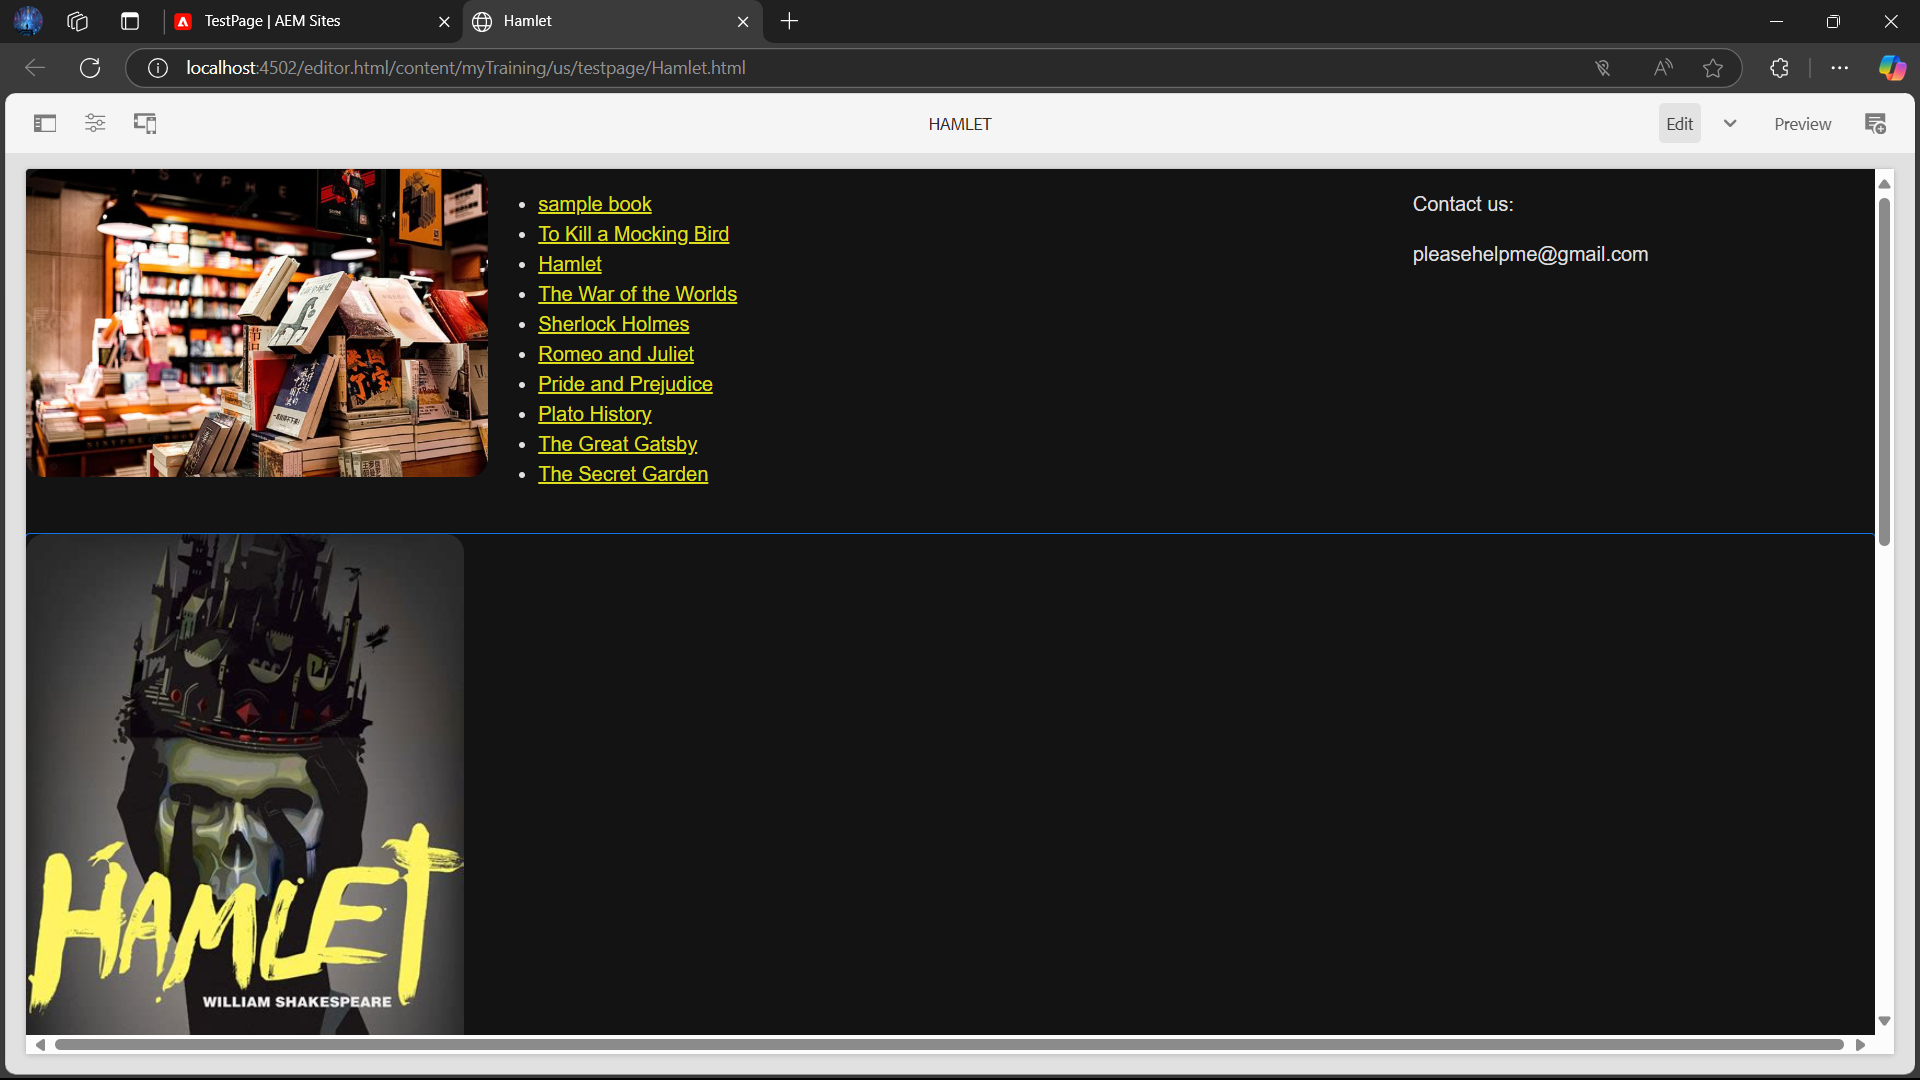 TestPage | AEM Sites
Hamlet
localhost:4502/editor.html/content/myTraining/us/testpage/Hamlet.html
HAMLET
Edit
Preview
sample book
To Kill a Mocking Bird
Hamlet
The War of the Worlds
Sherlock Holmes
Romeo and Juliet
Pride and Prejudice
Plato History
The Great Gatsby
The Secret Garden
Contact us:
pleasehelpme@gmail.com
HAMLET
WILLIAM SHAKESPEARE